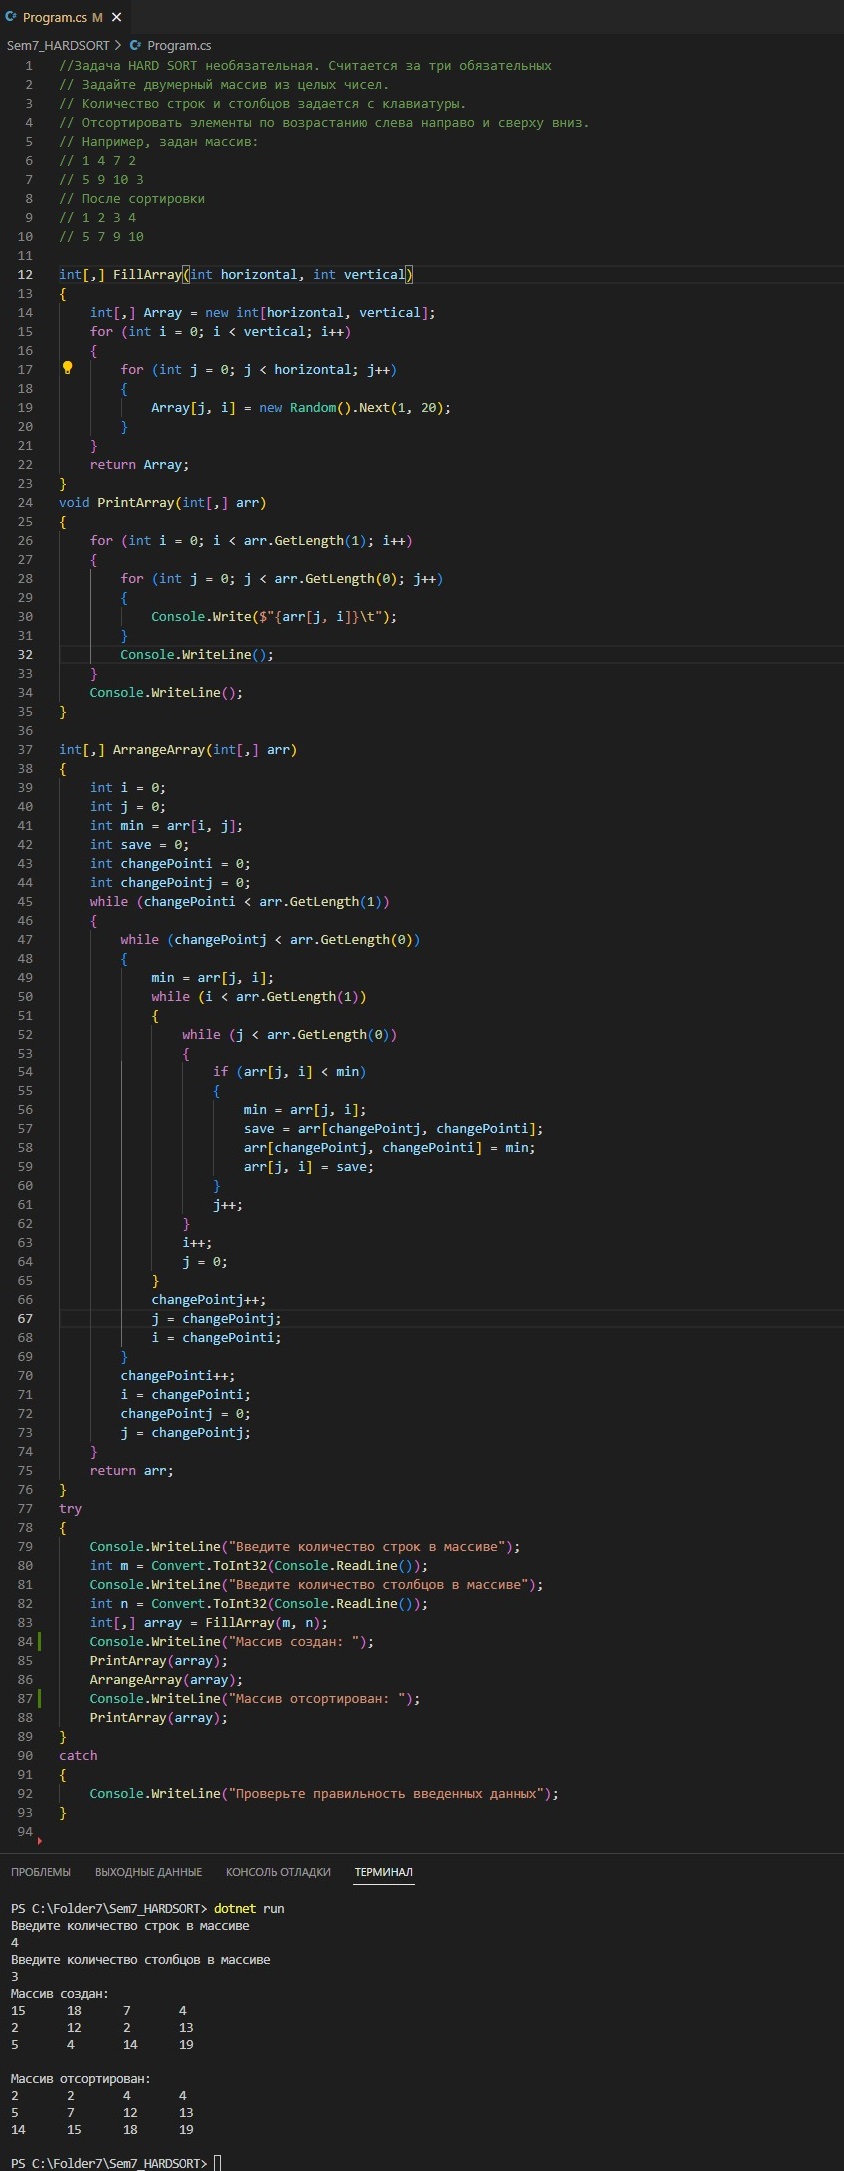 Program.cs M
Sem7_HARDSORT > Program.cs
1 //Задача HARD SORT необязательная. Считается за три обязательных
2 // Задайте двумерный массив из целых чисел.
3 // Количество строк и столбцов задается с клавиатуры.
4 // Отсортировать элементы по возрастанию слева направо и сверху вниз.
5 // Например, задан массив:
6 // 1 4 7 2
7 // 5 9 10 3
8 // После сортировки
9 // 1 2 3 4
10 // 5 7 9 10
11
12 int[,] FillArray(int horizontal, int vertical)
13 {
14 int[,] Array = new int[horizontal, vertical];
15 for (int i = 0; i < vertical; i++)
16 {
17 for (int j = 0; j < horizontal; j++)
18 {
19 Array[j, i] = new Random().Next(1, 20);
20 }
21 }
22 return Array;
23 }
24 void PrintArray(int[,] arr)
25 {
26 for (int i = 0; i < arr.GetLength(1); i++)
27 {
28 for (int j = 0; j < arr.GetLength(0); j++)
29 {
30 Console.Write($"{arr[j, i]}\t");
31 }
32 Console.WriteLine();
33 }
34 Console.WriteLine();
35 }
36
37 int[,] ArrangeArray(int[,] arr)
38 {
39 int i = 0;
40 int j = 0;
41 int min = arr[i, j];
42 int save = 0;
43 int changePointi = 0;
44 int changePointj = 0;
45 while (changePointi < arr.GetLength(1))
46 {
47 while (changePointj < arr.GetLength(0))
48 {
49 min = arr[j, i];
50 while (i < arr.GetLength(1))
51 {
52 while (j < arr.GetLength(0))
53 {
54 if (arr[j, i] < min)
55 {
56 min = arr[j, i];
57 save = arr[changePointj, changePointi];
58 arr[changePointj, changePointi] = min;
59 arr[j, i] = save;
60 }
61 j++;
62 }
63 i++;
64 j = 0;
65 }
66 changePointj++;
67 j = changePointj;
68 i = changePointi;
69 }
70 changePointi++;
71 i = changePointi;
72 changePointj = 0;
73 j = changePointj;
74 }
75 return arr;
76 }
77 try
78 {
79 Console.WriteLine("Введите количество строк в массиве");
80 int m = Convert.ToInt32(Console.ReadLine());
81 Console.WriteLine("Введите количество столбцов в массиве");
82 int n = Convert.ToInt32(Console.ReadLine());
83 int[,] array = FillArray(m, n);
84 Console.WriteLine("Массив создан: ");
85 PrintArray(array);
86 ArrangeArray(array);
87 Console.WriteLine("Массив отсортирован: ");
88 PrintArray(array);
89 }
90 catch
91 {
92 Console.WriteLine("Проверьте правильность введенных данных");
93 }
94
ПРОБЛЕМЫ ВЫХОДНЫЕ ДАННЫЕ КОНСОЛЬ ОТЛАДКИ ТЕРМИНАЛ
PS C:\Folder7\Sem7_HARDSORT> dotnet run
Введите количество строк в массиве
4
Введите количество столбцов в массиве
3
Массив создан:
15 18 7 4
2 12 2 13
5 4 14 19
Массив отсортирован:
2 2 4 4
5 7 12 13
14 15 18 19
PS C:\Folder7\Sem7_HARDSORT>